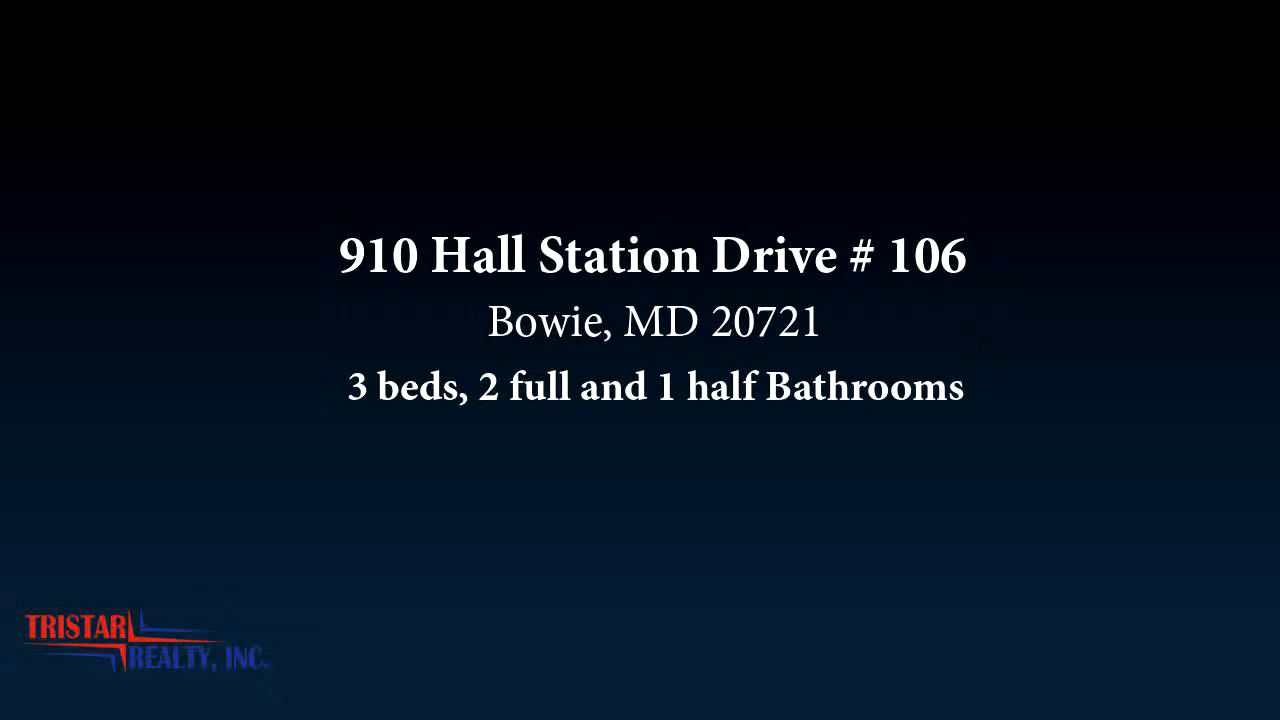 910 Hall Station Drive # 106
Bowie, MD 20721
3 beds, 2 full and 1 half Bathrooms
TRISTAR
REALTY, INC.